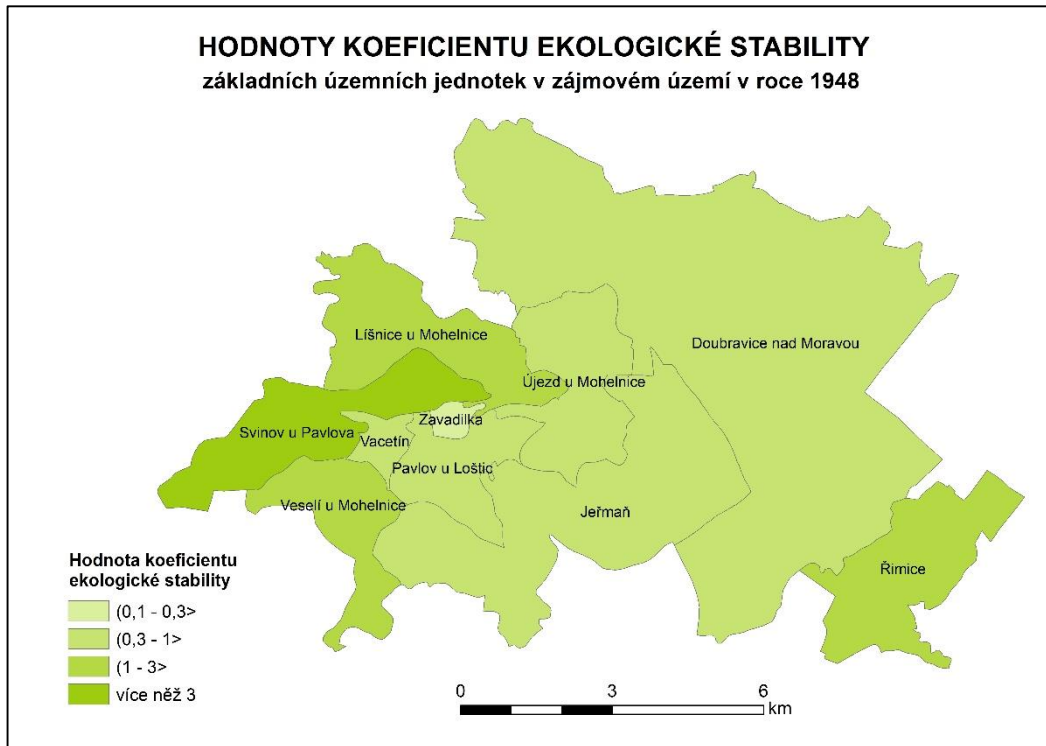 HODNOTY KOEFICIENTU EKOLOGICKÉ STABILITY
základních územních jednotek v zájmovém území v roce 1948
Líšnice u Mohelnice
Doubravice nad Moravou
Újezd u Mohelnice
Zavadilka
Svinov u Pavlova
Vacetín
Pavlov u Loštic
Veselí u Mohelnice
Jeřmaň
Řimice
Hodnota koeficientu
ekologické stability
(0,1 - 0,3>
(0,3 - 1>
(1 - 3>
více něž 3
0 3 6
km